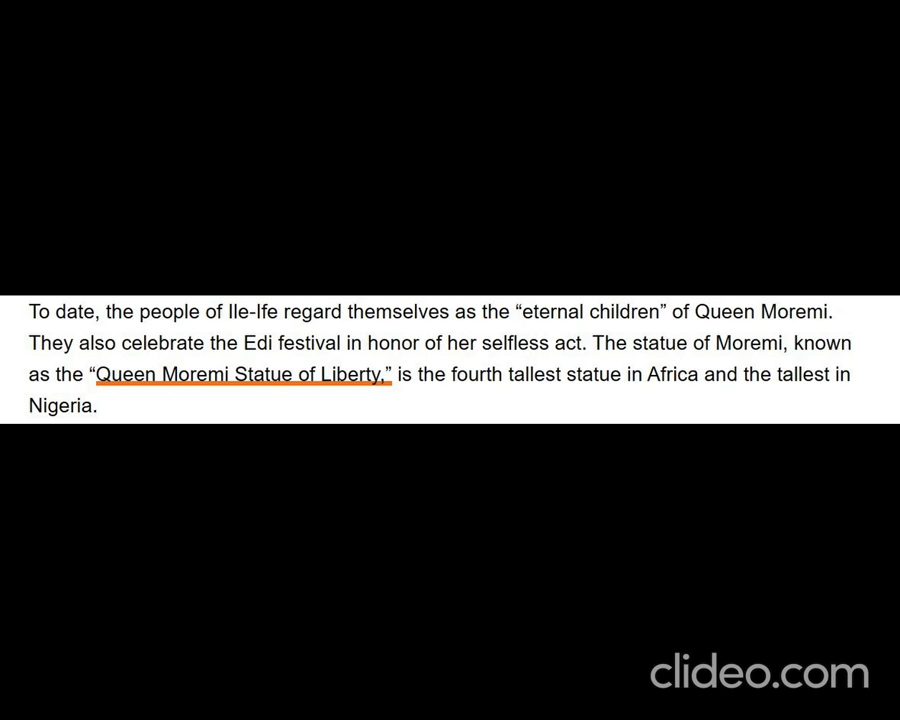 To date, the people of Ile-Ife regard themselves as the “eternal children” of Queen Moremi.
They also celebrate the Edi festival in honor of her selfless act. The statue of Moremi, known
as the “Queen Moremi Statue of Liberty,” is the fourth tallest statue in Africa and the tallest in
Nigeria.
clideo.com